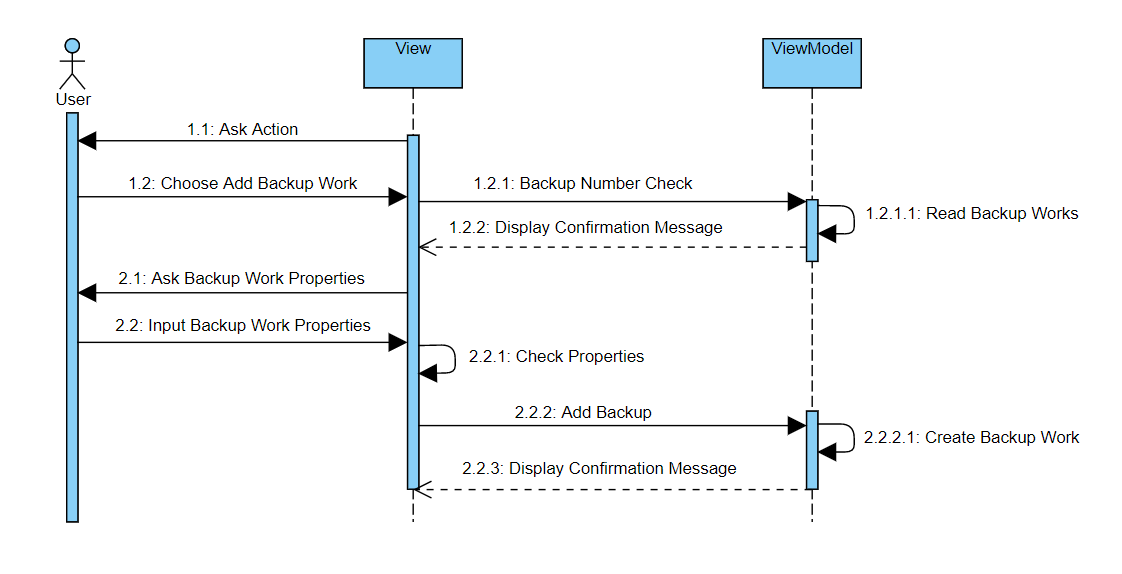 View
ViewModel
User
1.1: Ask Action
1.2: Choose Add Backup Work
1.2.1: Backup Number Check
1.2.1.1: Read Backup Works
1.2.2: Display Confirmation Message
2.1: Ask Backup Work Properties
2.2: Input Backup Work Properties
2.2.1: Check Properties
2.2.2: Add Backup
2.2.2.1: Create Backup Work
2.2.3: Display Confirmation Message